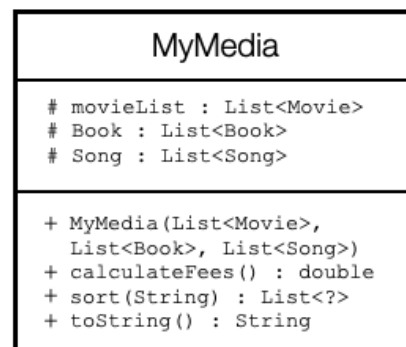 MyMedia
# movieList : List<Movie>
# Book : List<Book>
# Song : List<Song>
+ MyMedia(List<Movie>,
List<Book>, List<Song>)
+ calculateFees() : double
+ sort(String) : List<?>
+ toString() : String